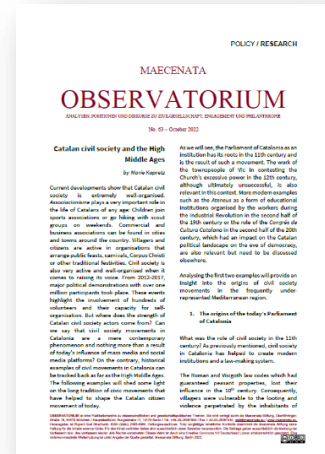 POLICY / RESEARCH
MAECENATA
OBSERVATORIUM
ANALYSEN, POSITIONEN UND DISKURSE ZU ZIVILGESELLSCHAFT, ENGAGEMENT UND PHILANTHROPIE
No. 63 – October 2022
Catalan civil society and the High
Middle Ages
by Marie Kapretz
Current developments show that Catalan civil
society is extremely well-organised.
Associacionisme plays a very important role in
the life of Catalans of any age: Children join
sports associations or go hiking with scout
groups on weekends. Commercial and
business associations can be found in cities
and towns around the country. Villagers and
citizens are active in organisations that
arrange public feasts, carnivals, Corpus Christi
or other traditional festivities. Civil society is
also very active and well-organised when it
comes to raising its voice. From 2012-2017,
major political demonstrations with over one
million participants took place. These events
highlight the involvement of hundreds of
volunteers and their capacity for self-
organisation. But where does the strength of
Catalan civil society actors come from? Can
we say that civil society movements in
Catalonia are a mere contemporary
phenomenon and nothing more than a result
of today's influence of mass media and social
media platforms? On the contrary, historical
examples of civil movements in Catalonia can
be tracked back as far as the High Middle Ages.
The following examples will shed some light
on the long tradition of civic movements that
have helped to shape the Catalan citizen
movement of today.
As we will see, the Parliament of Catalonia as an
institution has its roots in the 11th century and
is the result of such a movement. The work of
the townspeople of Vic in contesting the
Church's excessive power in the 12th century,
although ultimately unsuccessful, is also
relevant in this context. More modern examples
such as the Ateneus as a form of educational
institutions organised by the workers during
the Industrial Revolution in the second half of
the 19th century or the role of the Congrés de
Cultura Catalana in the second half of the 20th
century, which had an impact on the Catalan
political landscape on the eve of democracy,
are also relevant but need to be discussed
elsewhere.
Analysing the first two examples will provide an
insight into the origins of civil society
movements in the frequently under-
represented Mediterranean region.
1. The origins of the today's Parliament
of Catalonia
What was the role of civil society in the 11th
century? As previously mentioned, civil society
in Catalonia has helped to create modern
institutions and a law-making system.
The Roman and Visogoth law codes which had
guaranteed peasant properties, lost their
influence in the 10th century. Consequently,
villagers were vulnerable to the looting and
violence perpetrated by the inhabitants of